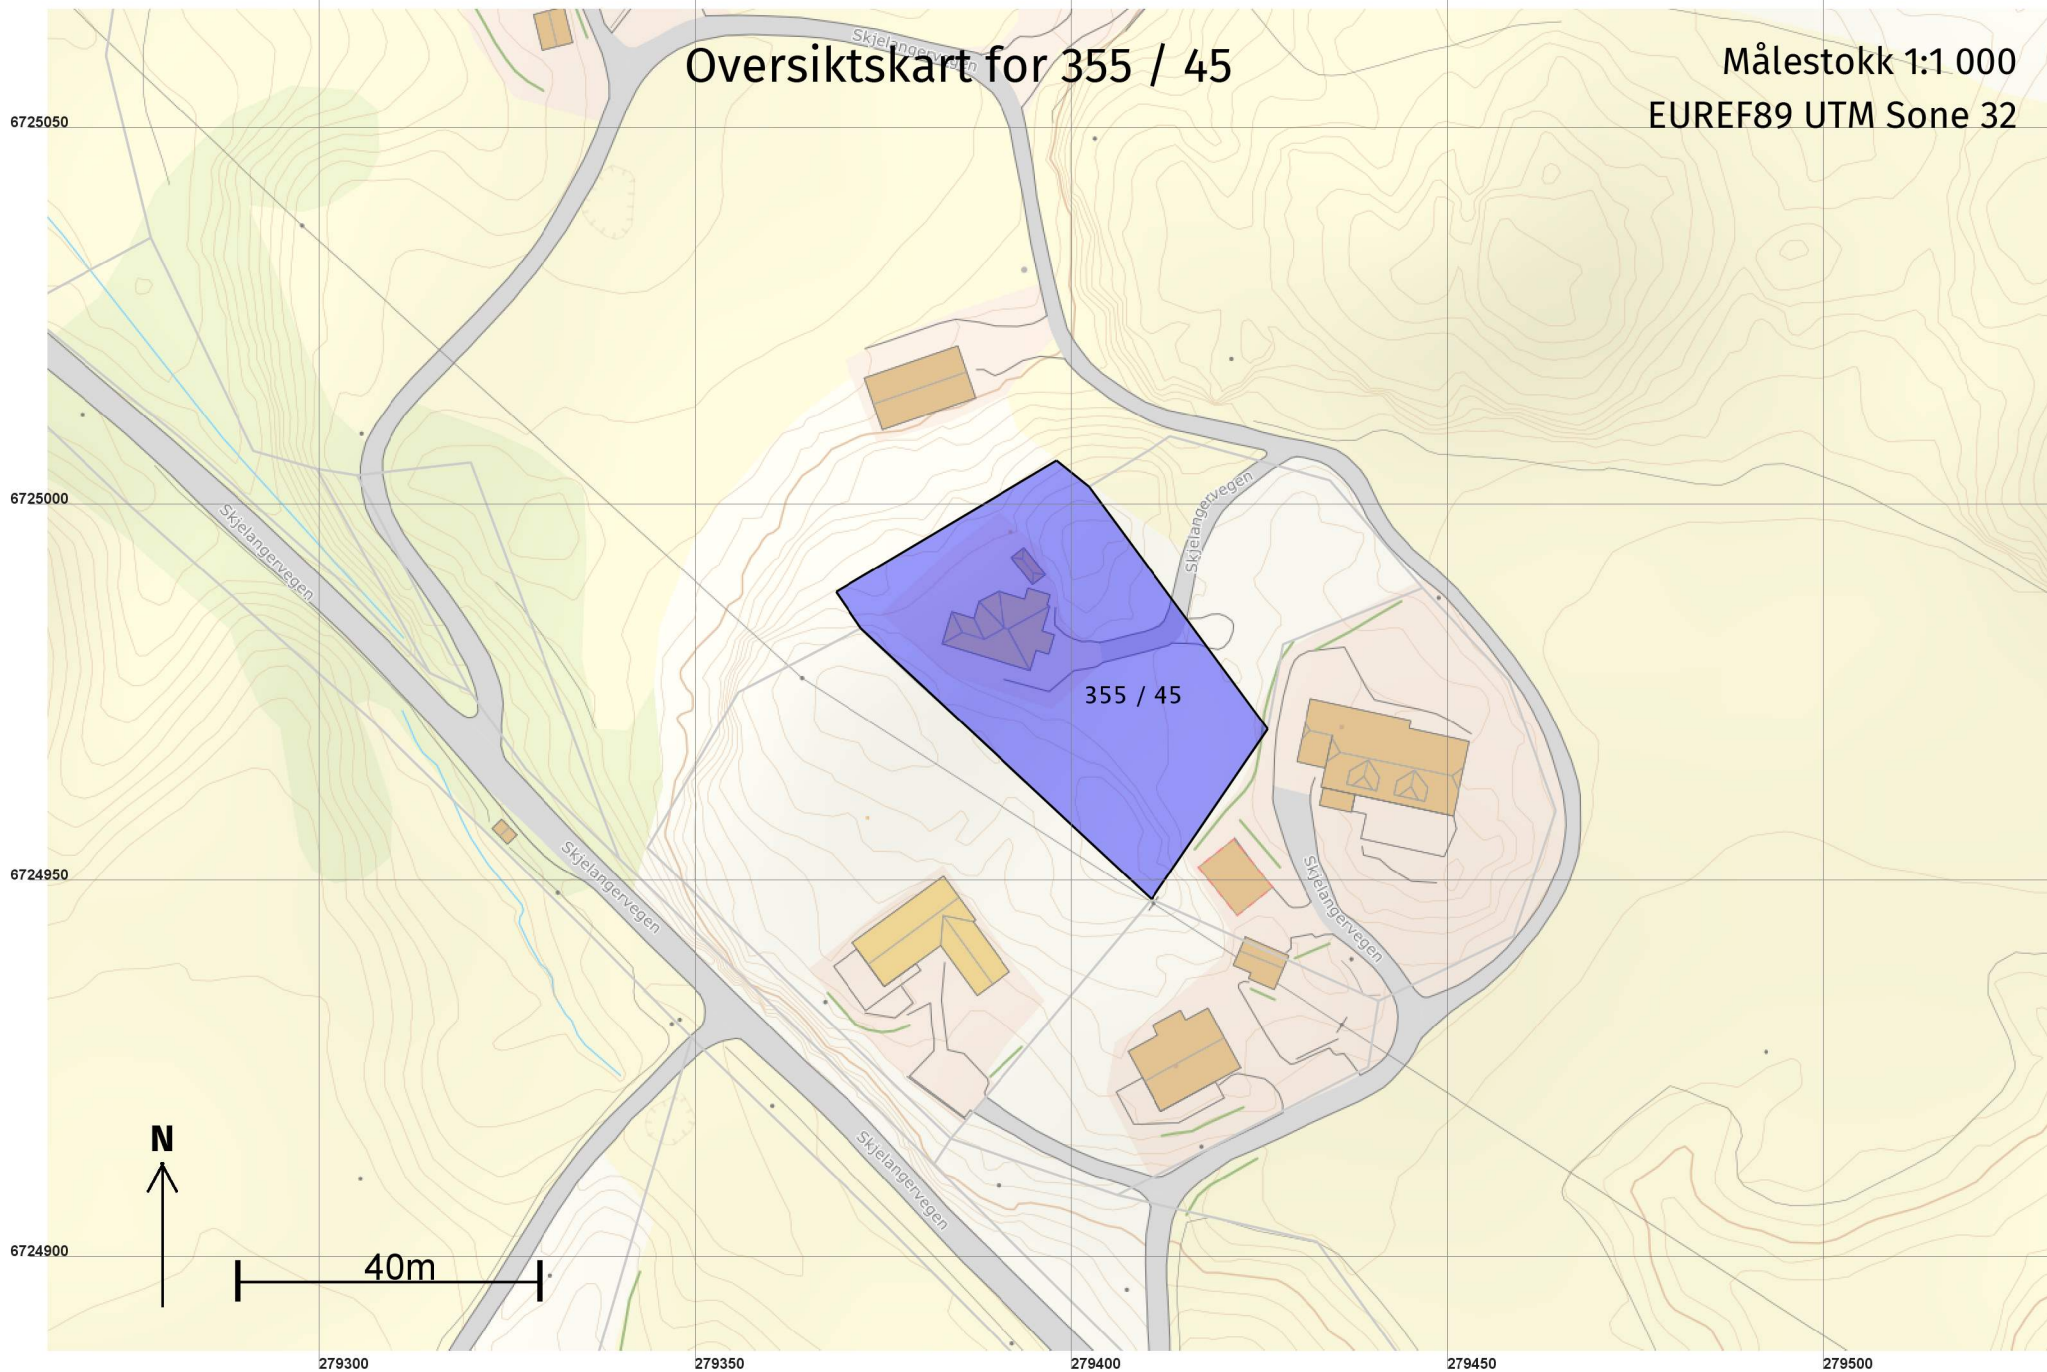 Skjelangervegen
Oversiktskart for 355 / 45
Målestokk 1:1 000
EUREF89 UTM Sone 32
6725050
6725000
Skjelangervegen
Skjelangervegen
355 / 45
6724950
Skjelangervegen
Skjelangervegen
Skjelangervegen
N
6724900
40m
279300
279350
279400
279450
279500